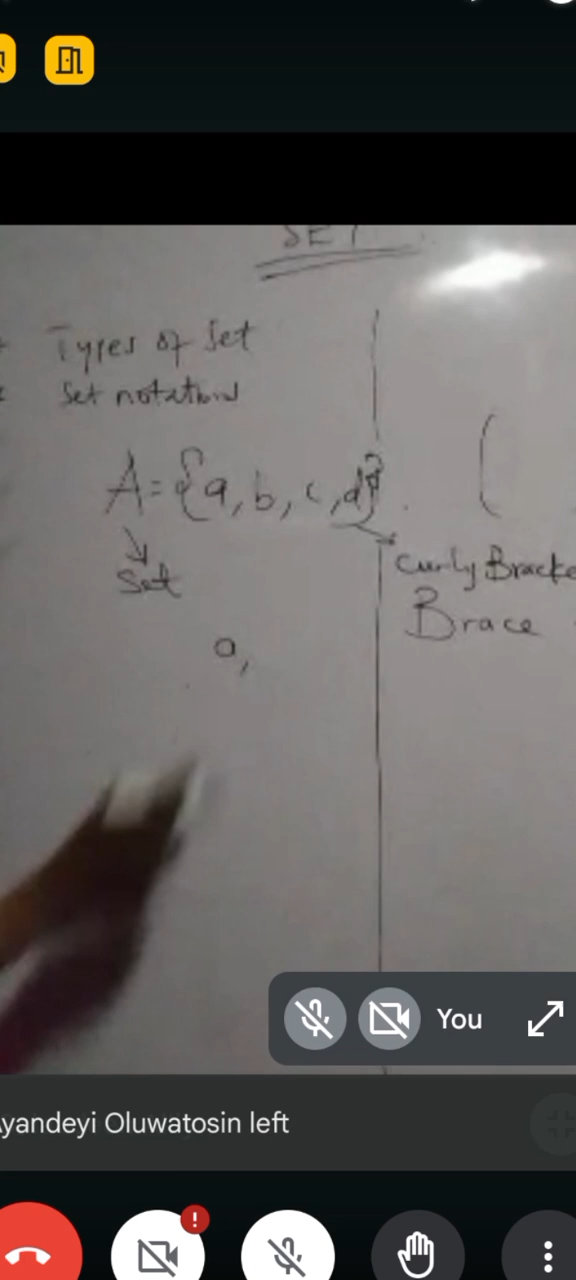 SET
Types of Set
Set notation
A={a,b,c,d}
Set
Curly Bracke
Brace
a,
You
yandeyi Oluwatosin left